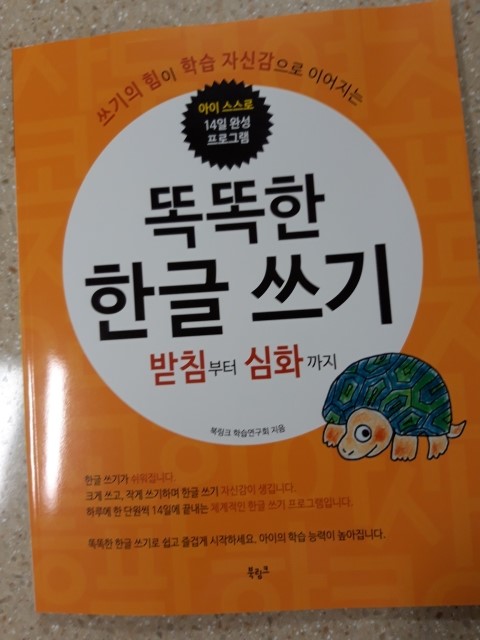 쓰기의 힘이 학습 자신감으로 이어지는
아이 스스로
14일 완성
프로그램
똑똑한
한글 쓰기
받침부터 심화까지
북링크 학습연구회 지음
한글 쓰기가 쉬워집니다.
크게 쓰고, 작게 쓰기하며 한글 쓰기 자신감이 생깁니다.
하루에 한 단원씩 14일에 끝내는 체계적인 한글 쓰기 프로그램입니다.
똑똑한 한글 쓰기로 쉽고 즐겁게 시작하세요. 아이의 학습 능력이 높아집니다.
북링크